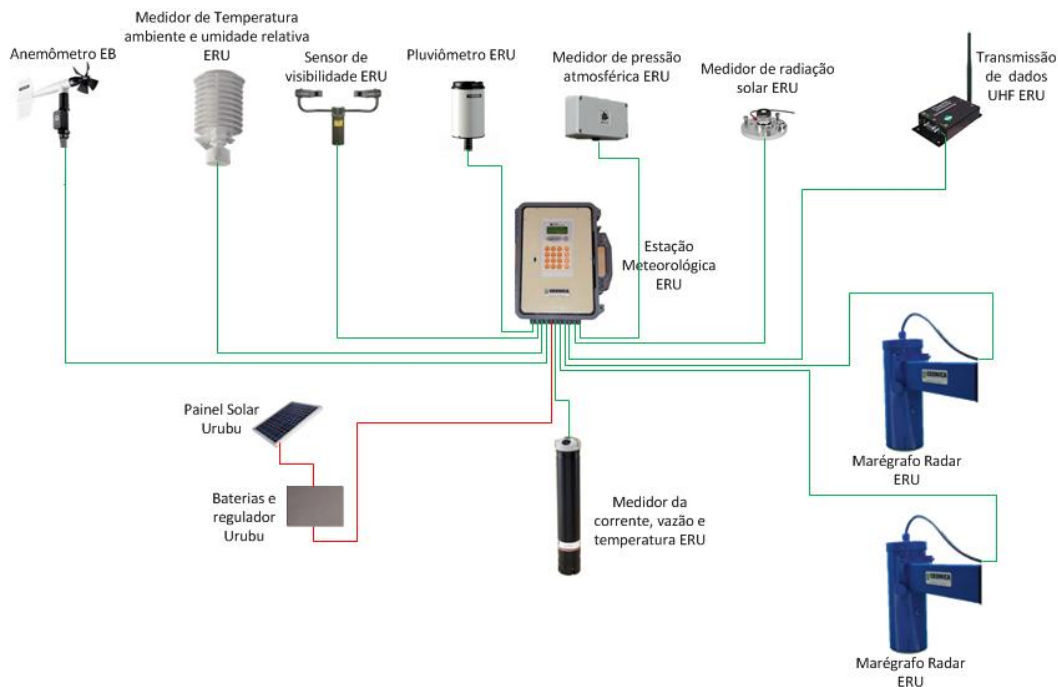 Anemômetro EB
Medidor de Temperatura
ambiente e umidade relativa
ERU
Sensor de
visibilidade ERU
Pluviômetro ERU
Medidor de pressão
atmosférica ERU
Medidor de radiação
solar ERU
Transmissão
de dados
UHF ERU
Estação
Meteorológica
ERU
Painel Solar
Urubu
Baterias e
regulador
Urubu
Medidor da
corrente, vazão e
temperatura ERU
Marégrafo Radar
ERU
Marégrafo Radar
ERU